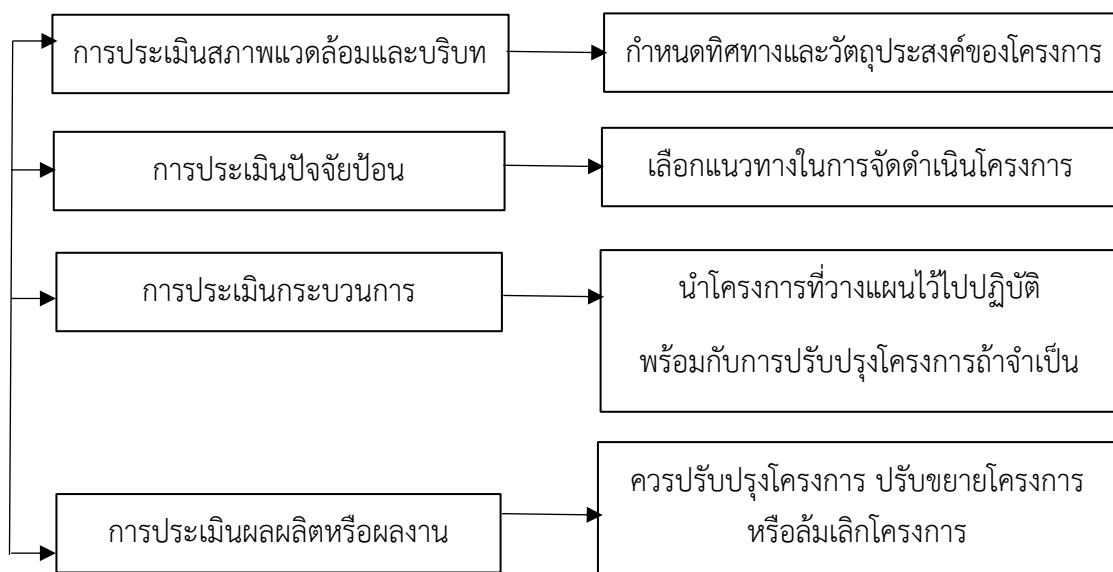 การประเมินสภาพแวดล้อมและบริบท
กำหนดทิศทางและวัตถุประสงค์ของโครงการ
การประเมินปัจจัยป้อน
เลือกแนวทางในการจัดดำเนินโครงการ
การประเมินกระบวนการ
นำโครงการที่วางแผนไว้ไปปฏิบัติ
พร้อมกับการปรับปรุงโครงการถ้าจำเป็น
การประเมินผลผลิตหรือผลงาน
ควรปรับปรุงโครงการ ปรับขยายโครงการ
หรือล้มเลิกโครงการ